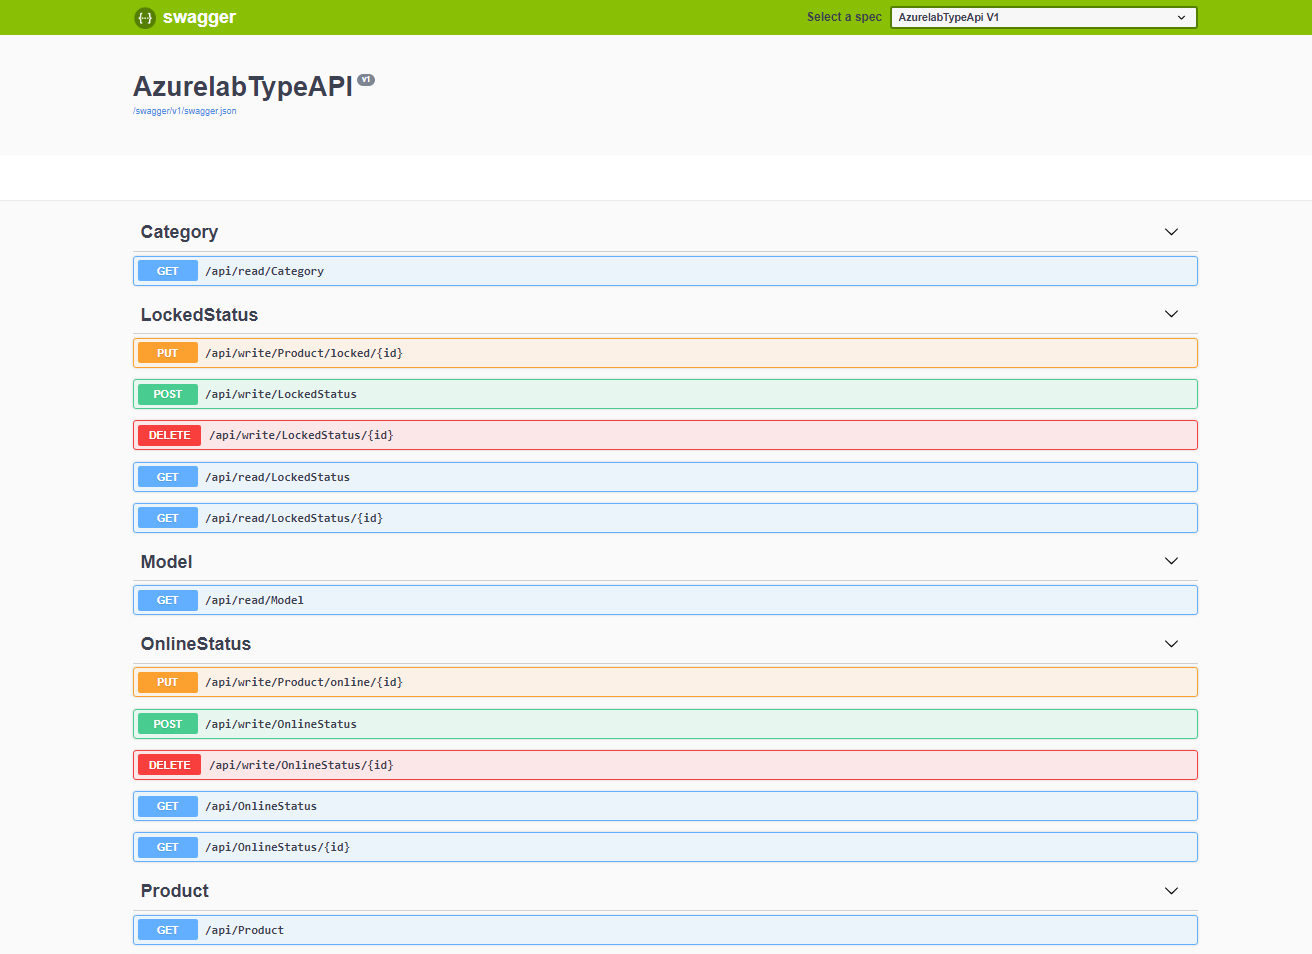 swagger
Select a spec
AzurelabTypeApi V1
AzurelabTypeAPI v1
/swagger/v1/swagger.json
Category
GET /api/read/Category
LockedStatus
PUT /api/write/Product/locked/{id}
POST /api/write/LockedStatus
DELETE /api/write/LockedStatus/{id}
GET /api/read/LockedStatus
GET /api/read/LockedStatus/{id}
Model
GET /api/read/Model
OnlineStatus
PUT /api/write/Product/online/{id}
POST /api/write/OnlineStatus
DELETE /api/write/OnlineStatus/{id}
GET /api/OnlineStatus
GET /api/OnlineStatus/{id}
Product
GET /api/Product